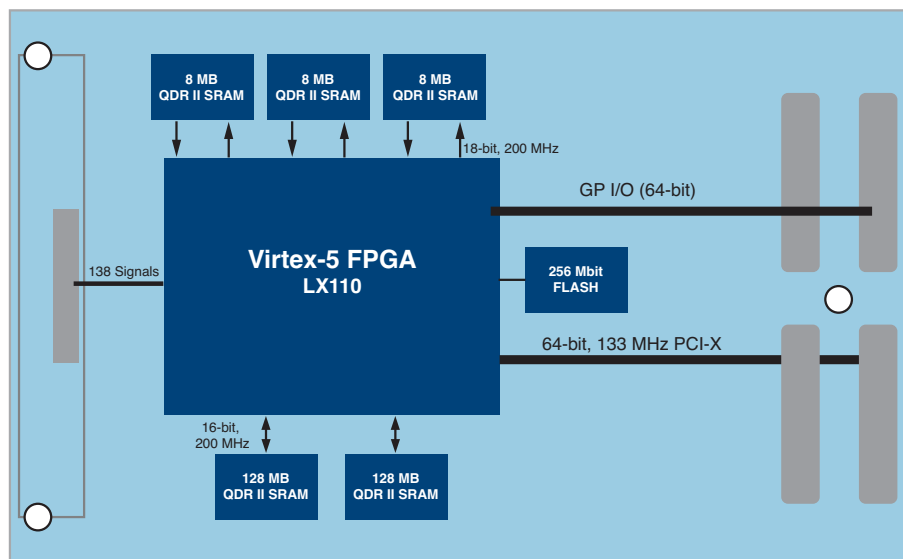 8 MB
QDR II SRAM
8 MB
QDR II SRAM
8 MB
QDR II SRAM
18-bit, 200 MHz
GP I/O (64-bit)
Virtex-5 FPGA
LX110
138 Signals
256 Mbit
FLASH
64-bit, 133 MHz PCI-X
16-bit,
200 MHz
128 MB
QDR II SRAM
128 MB
QDR II SRAM